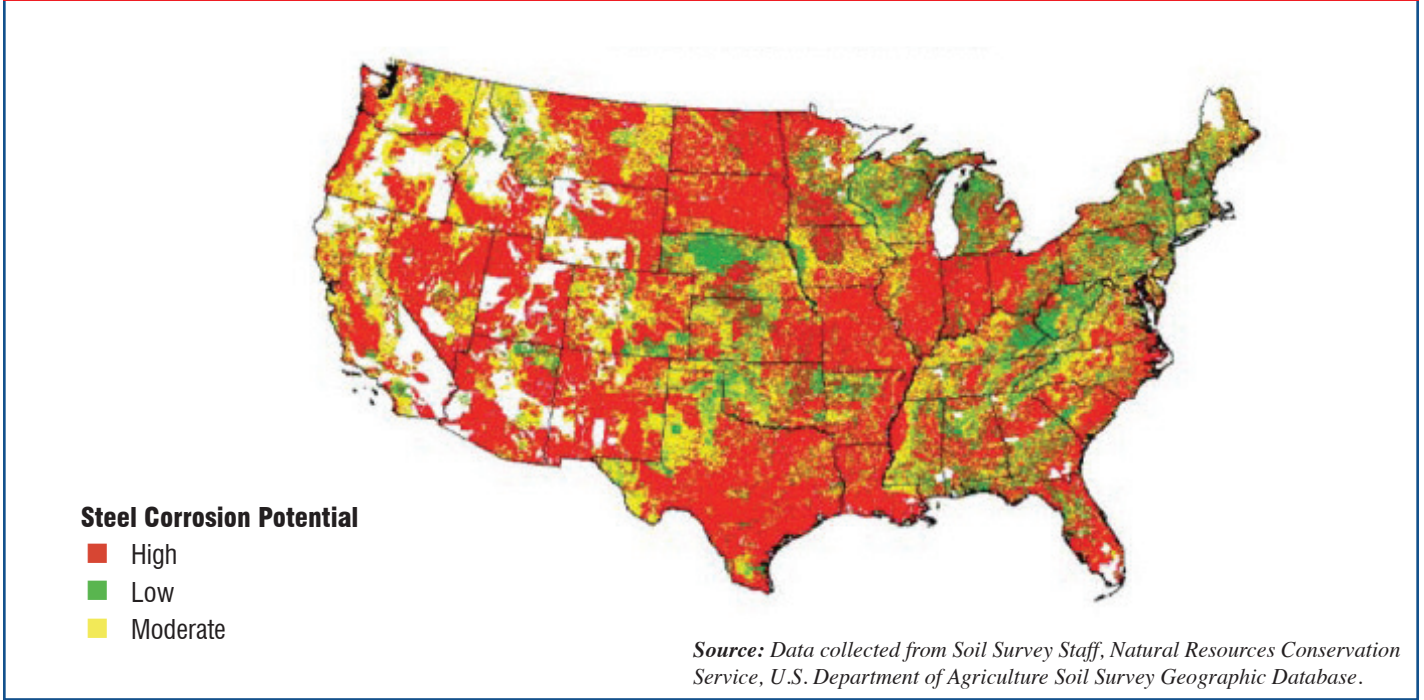 Steel Corrosion Potential
High
Low
Moderate
Source: Data collected from Soil Survey Staff, Natural Resources Conservation
Service, U.S. Department of Agriculture Soil Survey Geographic Database.